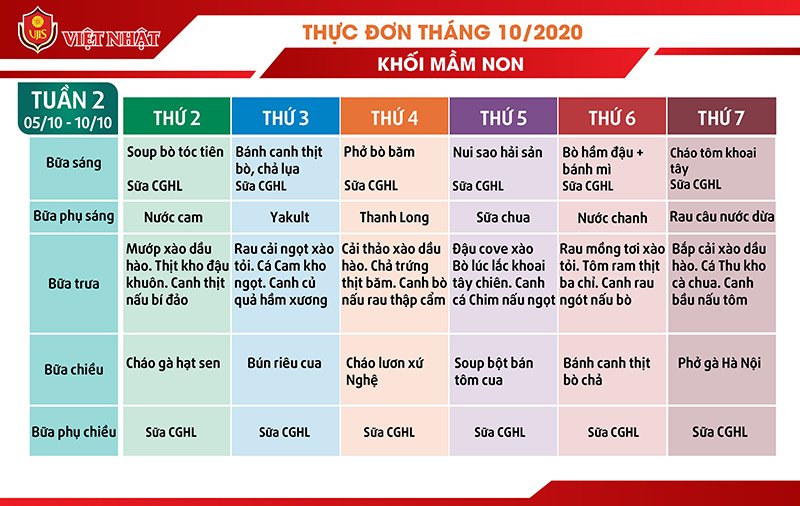 VJIS
VIỆT NHẬT
THỰC ĐƠN THÁNG 10/2020
KHỐI MẦM NON
TUẦN 2
05/10 - 10/10
THỨ 2
THỨ 3
THỨ 4
THỨ 5
THỨ 6
THỨ 7
Bữa sáng
Soup bò tóc tiên
Sữa CGHL
Bánh canh thịt
bò, chả lụa
Sữa CGHL
Phở bò băm
Sữa CGHL
Nui sao hải sản
Sữa CGHL
Bò hầm đậu +
bánh mì
Sữa CGHL
Cháo tôm khoai
tây
Sữa CGHL
Bữa phụ sáng
Nước cam
Yakult
Thanh Long
Sữa chua
Nước chanh
Rau câu nước dừa
Bữa trưa
Mướp xào dầu
hào. Thịt kho đậu
khuôn. Canh thịt
nấu bí đảo
Rau cải ngọt xào
tỏi. Cá Cam kho
ngọt. Canh củ
quả hầm xương
Cải thảo xào dầu
hào. Chả trứng
thịt băm. Canh bò
nấu rau thập cẩm
Đậu cove xào
Bò lúc lắc khoai
tây chiên. Canh
cá Chim nấu ngọt
Rau mồng tơi xào
tỏi. Tôm ram thịt
ba chỉ. Canh rau
ngót nấu bò
Bắp cải xào dầu
hào. Cá Thu kho
cà chua. Canh
bầu nấu tôm
Bữa chiều
Cháo gà hạt sen
Bún riêu cua
Cháo lươn xứ
Nghệ
Soup bột bán
tôm cua
Bánh canh thịt
bò chả
Phở gà Hà Nội
Bữa phụ chiều
Sữa CGHL
Sữa CGHL
Sữa CGHL
Sữa CGHL
Sữa CGHL
Sữa CGHL